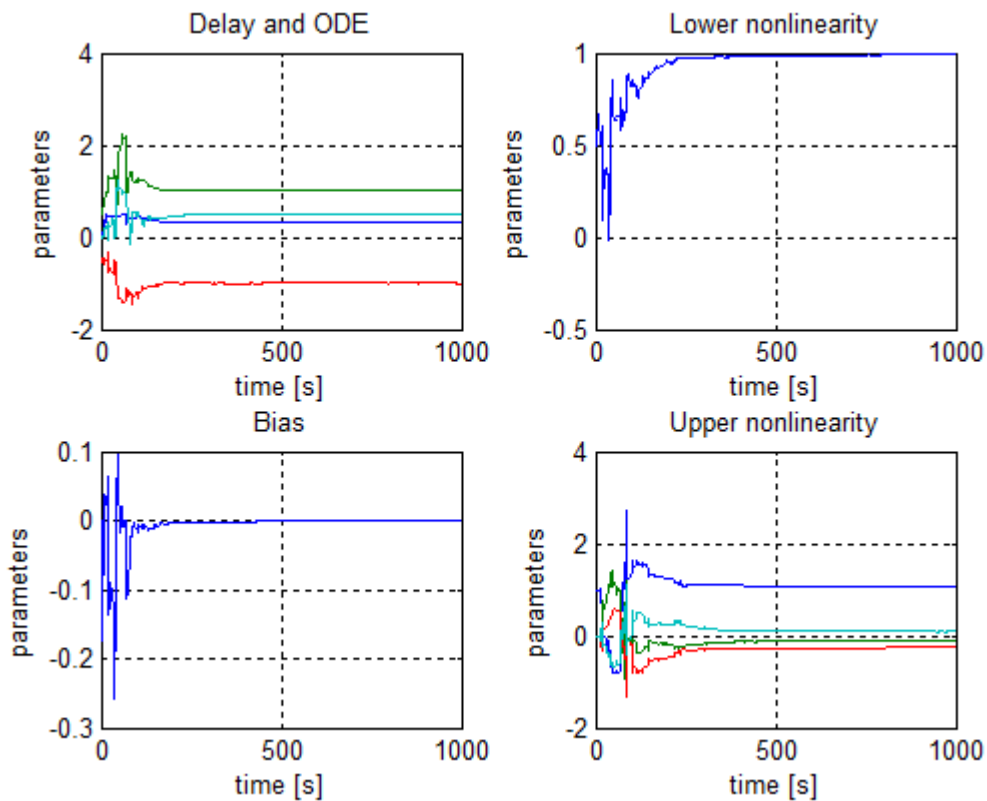 Delay and ODE
4
2
0
-2
parameters
0
500
1000
time [s]
Lower nonlinearity
1
0.5
0
-0.5
parameters
0
500
1000
time [s]
Bias
0.1
0
-0.1
-0.2
-0.3
parameters
0
500
1000
time [s]
Upper nonlinearity
4
2
0
-2
parameters
0
500
1000
time [s]